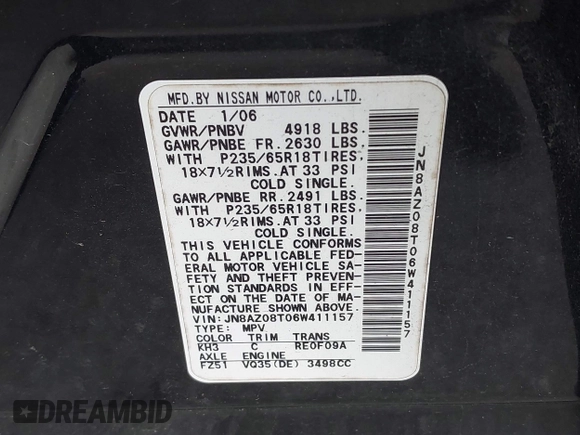 MFD.BY NISSAN MOTOR CO.,LTD.
DATE 1/06
GVWR/PNBV 4918 LBS.
GAWR/PNBE FR. 2630 LBS.
WITH P235/65R18TIRES.
18×7½RIMS.AT 33 PSI
COLD SINGLE.
GAWR/PNBE RR. 2491 LBS.
WITH P235/65R18TIRES.
18×7½RIMS.AT 33 PSI
COLD SINGLE.
THIS VEHICLE CONFORMS
TO ALL APPLICABLE FED-
ERAL MOTOR VEHICLE SA-
FETY AND THEFT PREVEN-
TION STANDARDS IN EFF-
ECT ON THE DATE OF MA-
NUFACTURE SHOWN ABOVE.
VIN:JN8AZ08T06W411157
TYPE: MPV
COLOR TRIM TRANS
KH3 C RE0F09A
AXLE ENGINE
FZ51 VQ35(DE) 3498CC
JN8AZ08T06W411157
DREAMBID